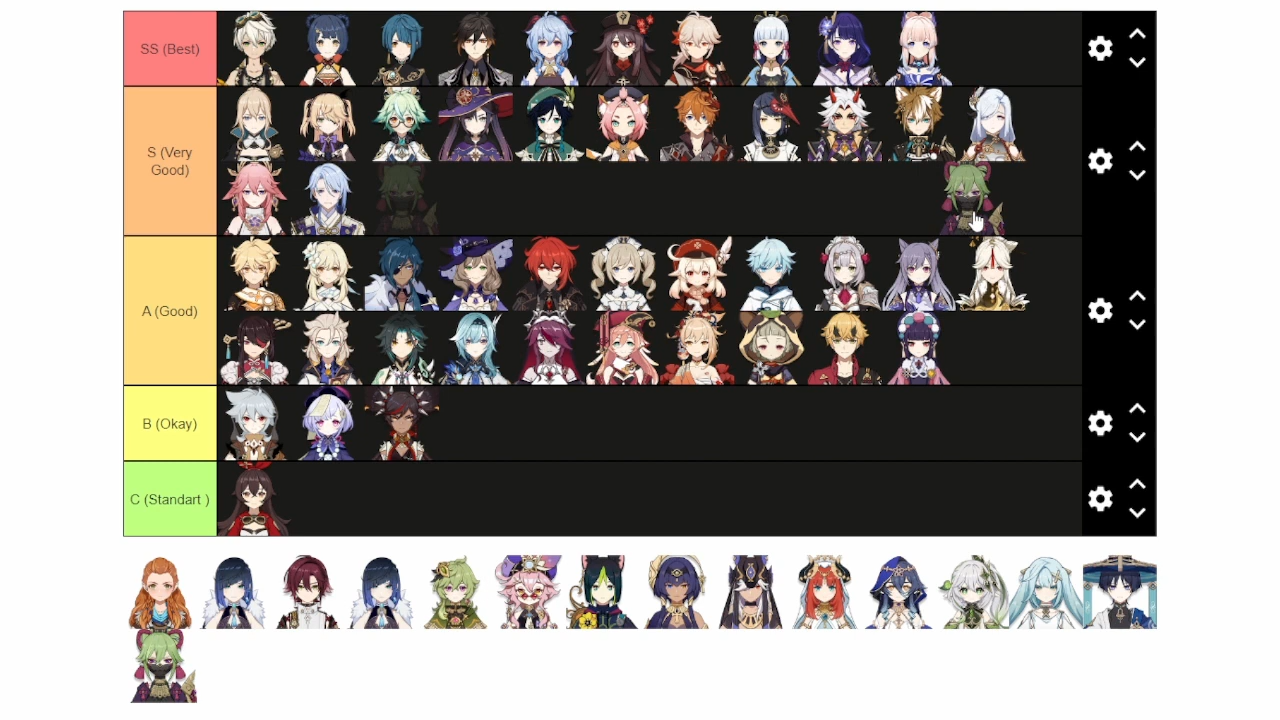 SS (Best)
S (Very
Good)
A (Good)
B (Okay)
C (Standart )